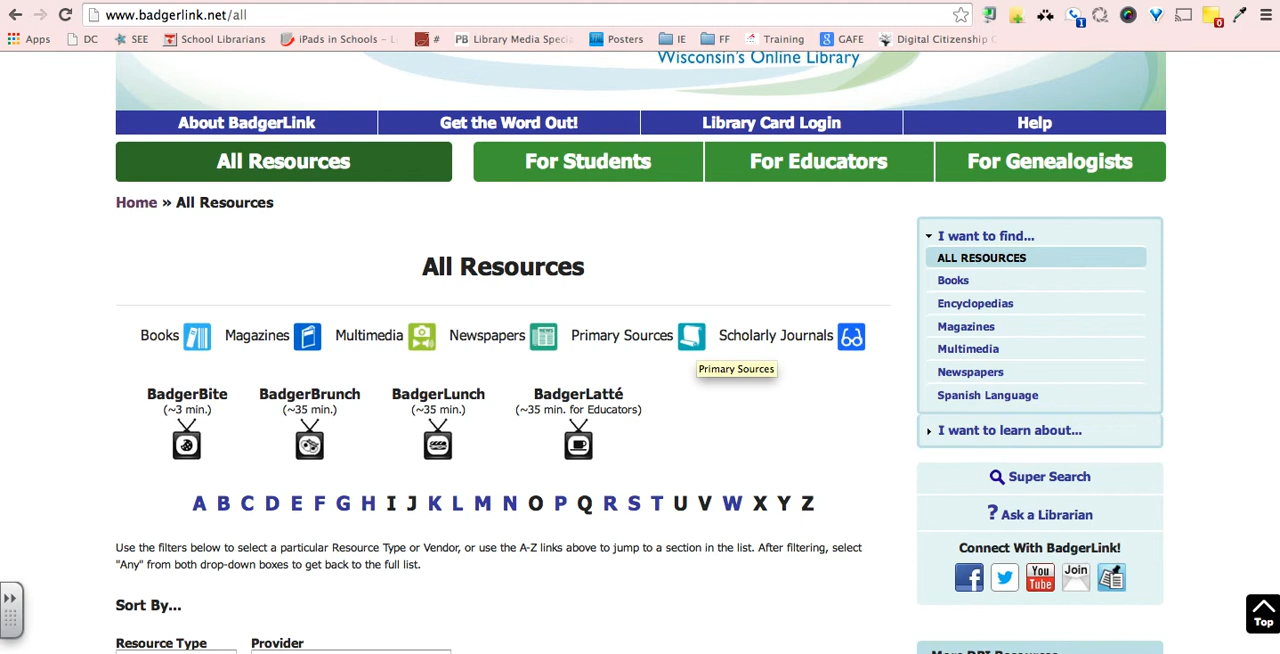 www.badgerlink.net/all
Apps DC SEE School Librarians iPads in Schools - L # PB Library Media Speci Posters IE FF Training GAFE Digital Citizenship C
1
0
Wisconsin's Online Library
About BadgerLink Get the Word Out! Library Card Login Help
All Resources For Students For Educators For Genealogists
Home » All Resources
All Resources
Books Magazines Multimedia Newspapers Primary Sources Scholarly Journals
NEWS
Primary Sources
BadgerBite BadgerBrunch BadgerLunch BadgerLatté
(~3 min.) (~35 min.) (~35 min.) (~35 min. for Educators)
A B C D E F G H I J K L M N O P Q R S T U V W X Y Z
Use the filters below to select a particular Resource Type or Vendor, or use the A-Z links above to jump to a section in the list. After filtering, select
"Any" from both drop-down boxes to get back to the full list.
Sort By...
Resource Type Provider
I want to find...
ALL RESOURCES
Books
Encyclopedias
Magazines
Multimedia
Newspapers
Spanish Language
I want to learn about...
Super Search
? Ask a Librarian
Connect With BadgerLink!
You Tube
Join
Top
More DPI Resources